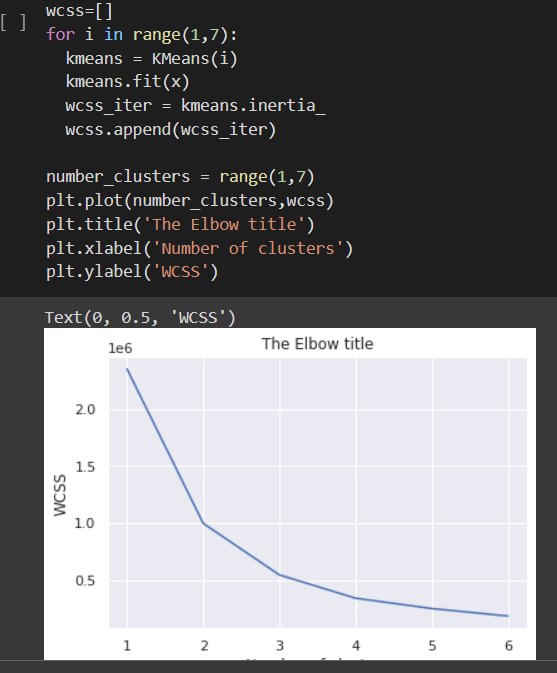 [ ]
wcss=[]
for i in range(1,7):
  kmeans = KMeans(i)
  kmeans.fit(x)
  wcss_iter = kmeans.inertia_
  wcss.append(wcss_iter)
number_clusters = range(1,7)
plt.plot(number_clusters,wcss)
plt.title('The Elbow title')
plt.xlabel('Number of clusters')
plt.ylabel('WCSS')
Text(0, 0.5, 'WCSS')
The Elbow title
1e6
2.0
1.5
1.0
0.5
WCSS
1 2 3 4 5 6